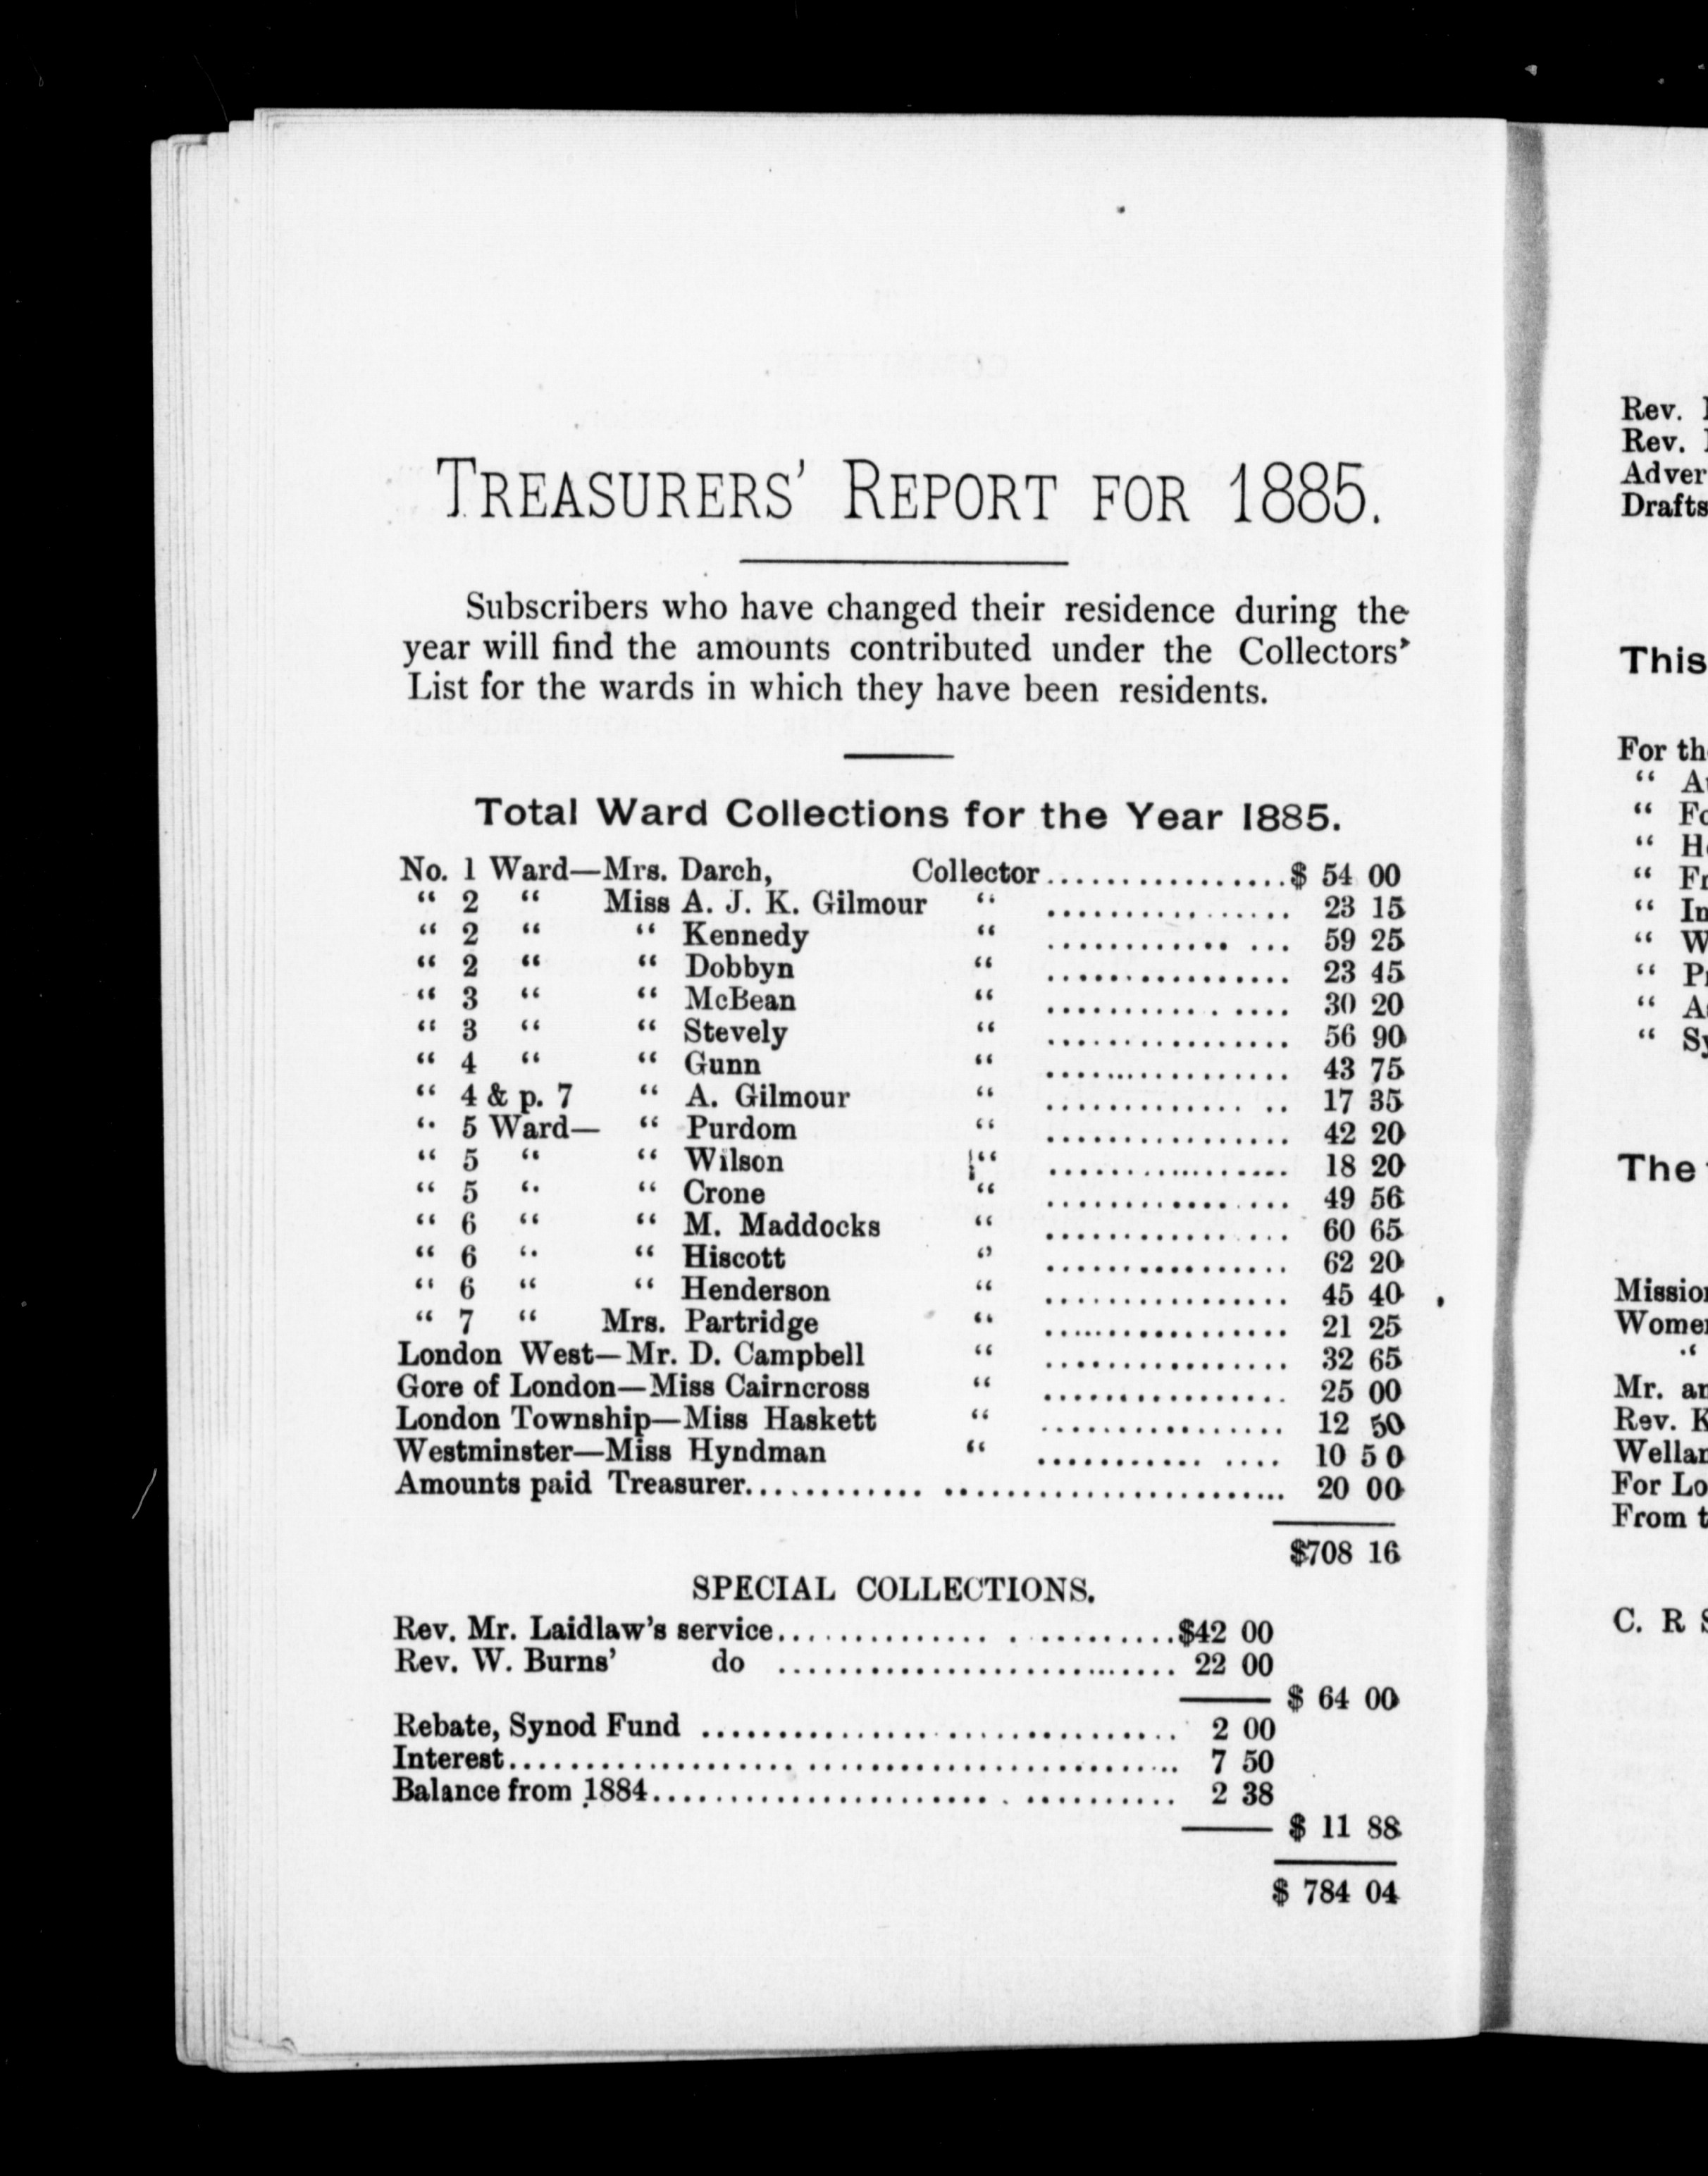 TREASURERS' REPORT FOR 1885.
Subscribers who have changed their residence during the
year will find the amounts contributed under the Collectors'
List for the wards in which they have been residents.
Total Ward Collections for the Year 1885.
No. 1 Ward—Mrs. Darch, Collector.................$ 54 00
“ 2 “ Miss A. J. K. Gilmour “ ................ 23 15
“ 2 “ “ Kennedy “ ............... 59 25
“ 2 “ “ Dobbyn “ ................ 23 45
“ 3 “ “ McBean “ ................ 30 20
“ 3 “ “ Stevely “ ................ 56 90
“ 4 “ “ Gunn “ ................ 43 75
“ 4 & p. 7 “ A. Gilmour “ ............... 17 35
“ 5 Ward— “ Purdom “ ................ 42 20
“ 5 “ “ Wilson “ ................ 18 20
“ 5 “ “ Crone “ ................ 49 56
“ 6 “ “ M. Maddocks “ ................ 60 65
“ 6 “ “ Hiscott “ ................ 62 20
“ 6 “ “ Henderson “ ................ 45 40
“ 7 “ Mrs. Partridge “ ................ 21 25
London West—Mr. D. Campbell “ ................ 32 65
Gore of London—Miss Cairncross “ ................ 25 00
London Township—Miss Haskett “ ................ 12 50
Westminster—Miss Hyndman “ ........... .... 10 50
Amounts paid Treasurer............ ....................... 20 00
$708 16
SPECIAL COLLECTIONS.
Rev. Mr. Laidlaw's service.............. . ..........$42 00
Rev. W. Burns' do .......................... 22 00
$ 64 00
Rebate, Synod Fund ................................ 2 00
Interest................... ....................... 7 50
Balance from 1884....................... . .......... 2 38
$ 11 88
$ 784 04
Rev.
Rev.
Drafts
This
For th
“
“
“
“
“
“
“
“
“
The
Mr.
Rev. K
For Lo
From t
C. R